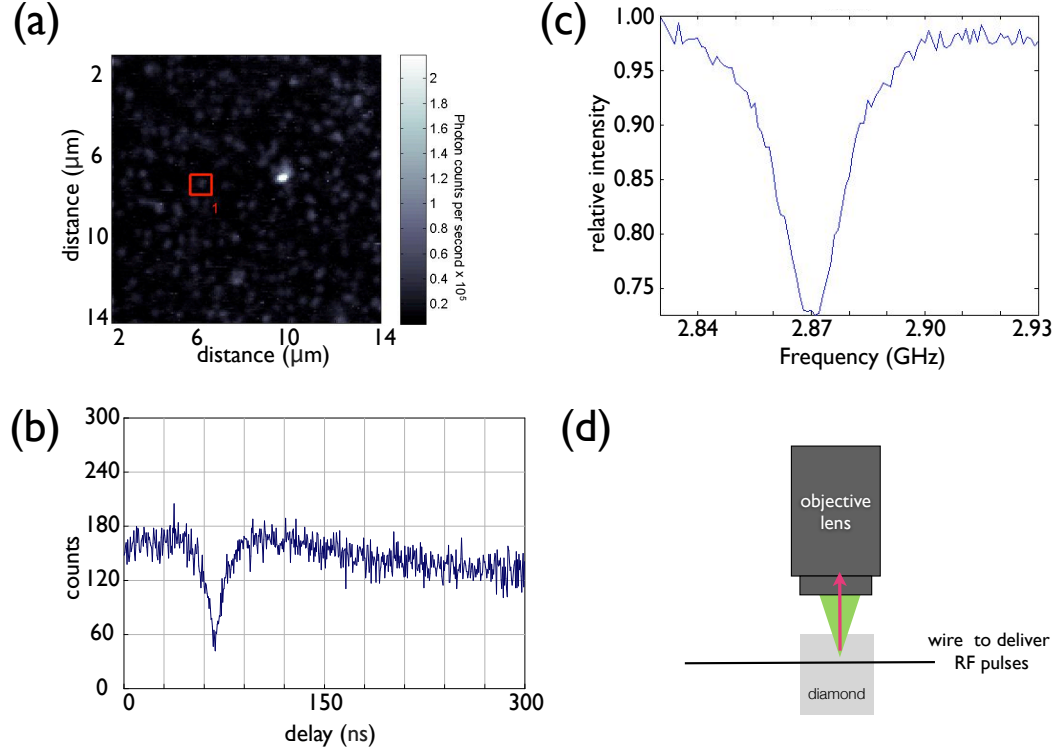 (a)
2
6
10
14
distance (µm)
2
6
10
14
distance (µm)
2
1.8
1.6
1.4
1.2
1
0.8
0.6
0.4
0.2
Photon counts per second x 10⁵
1
(c)
1.00
0.95
0.90
0.85
0.80
0.75
relative intensity
2.84
2.87
2.90
2.93
Frequency (GHz)
(b)
300
240
180
120
60
0
counts
0
150
300
delay (ns)
(d)
objective
lens
wire to deliver
RF pulses
diamond